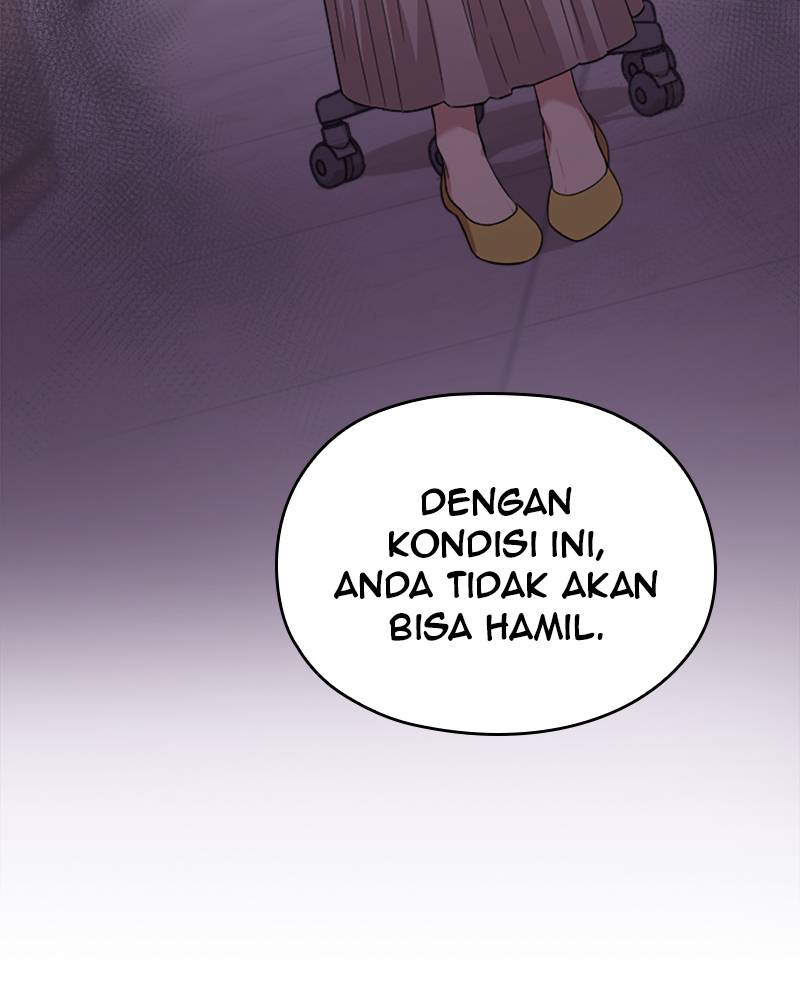 DENGAN
KONDISI INI,
ANDA TIDAK AKAN
BISA HAMIL.